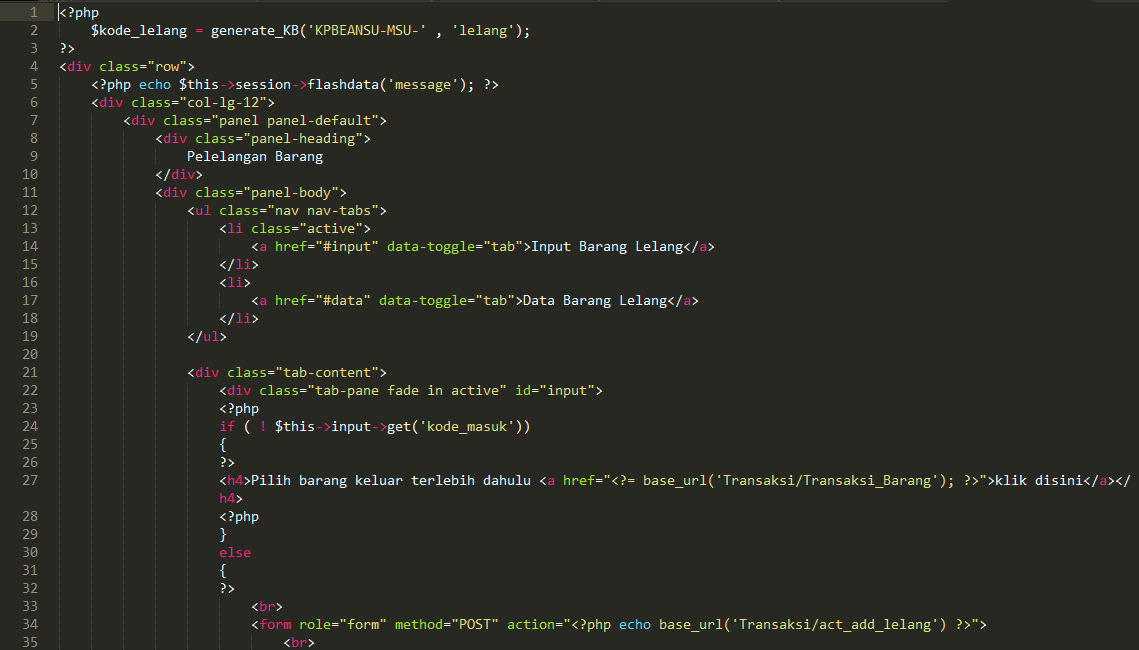 1 <?php
2     $kode_lelang = generate_KB('KPBEANSU-MSU-' , 'lelang');
3 ?>
4 <div class="row">
5     <?php echo $this->session->flashdata('message'); ?>
6     <div class="col-lg-12">
7         <div class="panel panel-default">
8             <div class="panel-heading">
9                 Pelelangan Barang
10             </div>
11             <div class="panel-body">
12                 <ul class="nav nav-tabs">
13                     <li class="active">
14                         <a href="#input" data-toggle="tab">Input Barang Lelang</a>
15                     </li>
16                     <li>
17                         <a href="#data" data-toggle="tab">Data Barang Lelang</a>
18                     </li>
19                 </ul>
20
21                 <div class="tab-content">
22                     <div class="tab-pane fade in active" id="input">
23                     <?php
24                     if ( ! $this->input->get('kode_masuk'))
25                     {
26                     ?>
27                     <h4>Pilih barang keluar terlebih dahulu <a href="<?= base_url('Transaksi/Transaksi_Barang'); ?>">klik disini</a></
                     h4>
28                     <?php
29                     }
30                     else
31                     {
32                     ?>
33                         <br>
34                         <form role="form" method="POST" action="<?php echo base_url('Transaksi/act_add_lelang') ?>">
35                             <br>